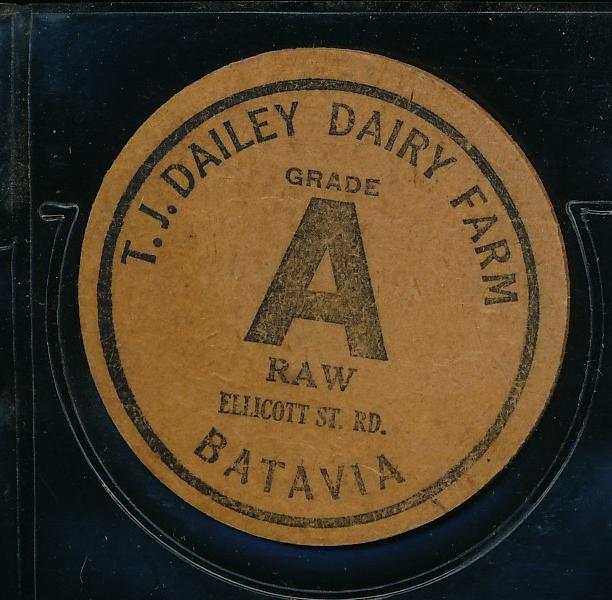 T. J. DAILEY DAIRY FARM
GRADE
A
RAW
ELLICOTT ST. RD.
BATAVIA